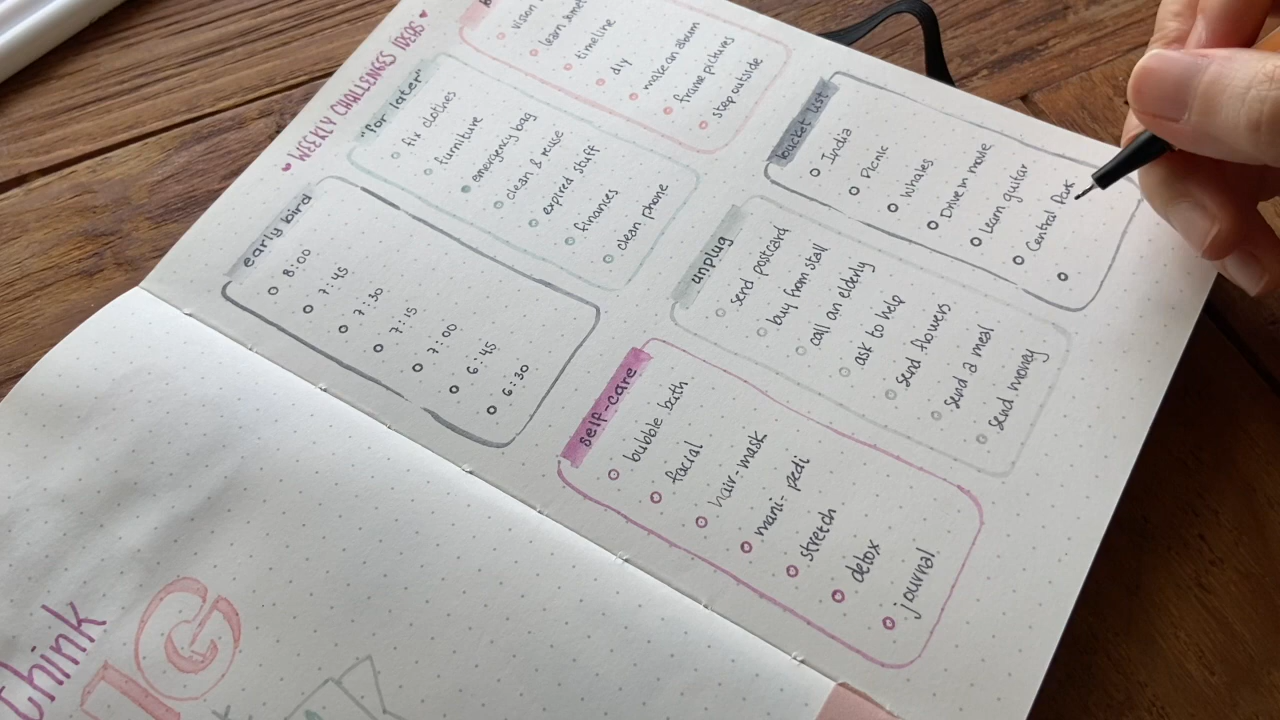 WEEKLY CHALLENGES IDEAS
vision
learn
timeline
diy
make an album
frame pictures
step outside
"for later"
fix clothes
furniture
emergency bag
clean & reuse
expired stuff
finances
clean phone
early bird
8:00
7:45
7:30
7:15
7:00
6:45
6:30
bucket list
India
Picnic
Whales
Drive in movie
Learn guitar
Central Park
unplug
send postcard
buy from stall
call an elderly
ask to help
send flowers
send a meal
send money
self-care
bubble bath
facial
hair-mask
mani-pedi
stretch
detox
journal
think